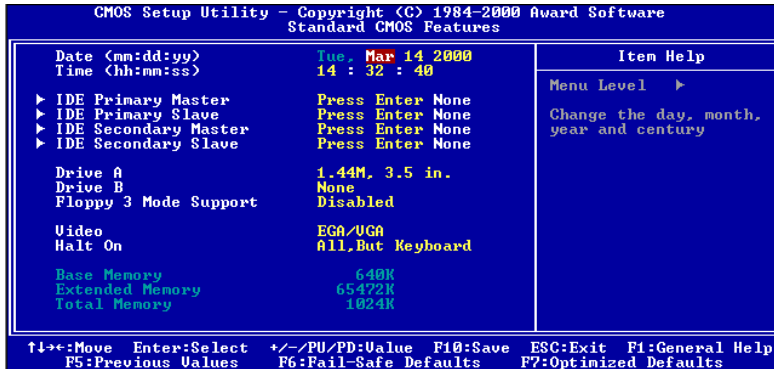 CMOS Setup Utility - Copyright (C) 1984-2000 Award Software
Standard CMOS Features
Date (mm:dd:yy) Tue, Mar 14 2000
Time (hh:mm:ss) 14 : 32 : 40
IDE Primary Master Press Enter None
IDE Primary Slave Press Enter None
IDE Secondary Master Press Enter None
IDE Secondary Slave Press Enter None
Drive A 1.44M, 3.5 in.
Drive B None
Floppy 3 Mode Support Disabled
Video EGA/VGA
Halt On All,But Keyboard
Base Memory 640K
Extended Memory 65472K
Total Memory 1024K
Item Help
Menu Level ▶
Change the day, month,
year and century
↑↓→←:Move Enter:Select +/-/PU/PD:Value F10:Save ESC:Exit F1:General Help
F5:Previous Values F6:Fail-Safe Defaults F7:Optimized Defaults